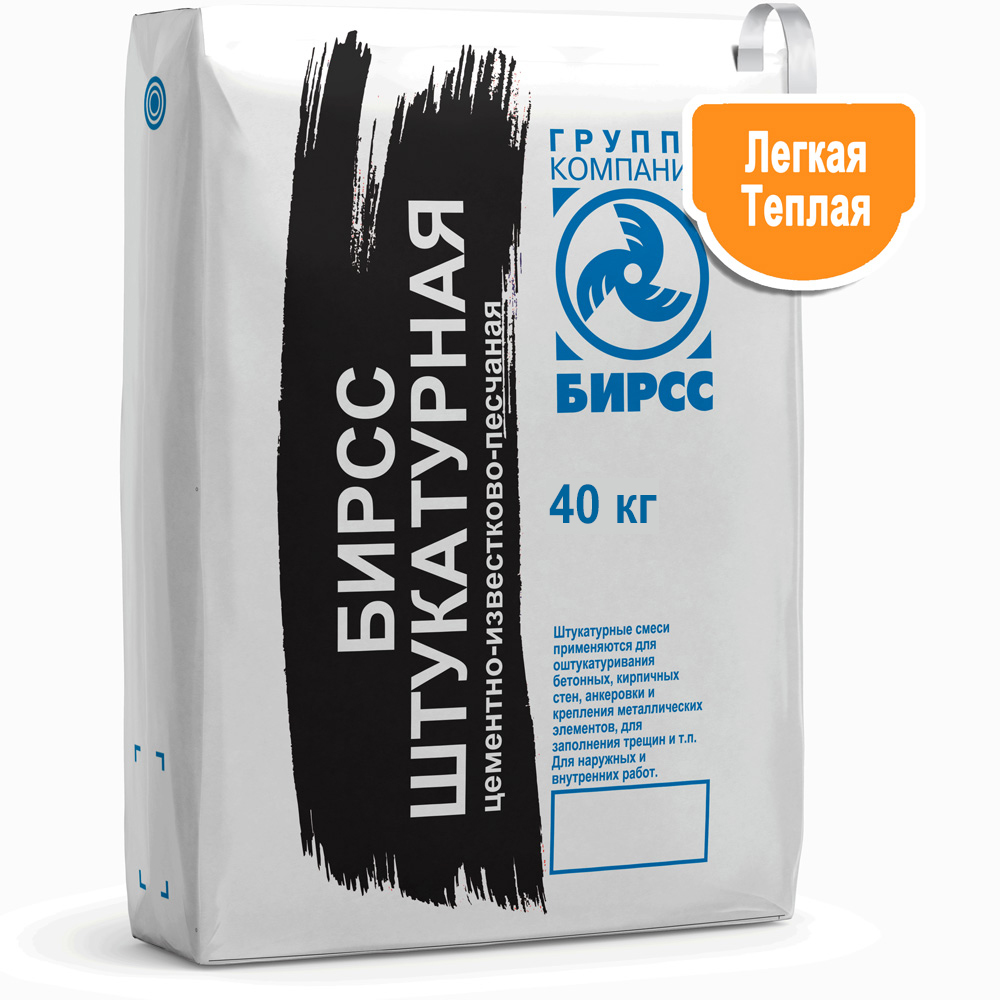 БИРСС
ШТУКАТУРНАЯ
цементно-известково-песчаная
ГРУПП
КОМПАНИ
БИРСС
Легкая
Теплая
40 кг
Штукатурные смеси
применяются для
оштукатуривания
бетонных, кирпичных
стен, анкеровки и
крепления металлических
элементов, для
заполнения трещин и т.п.
Для наружных и
внутренних работ.